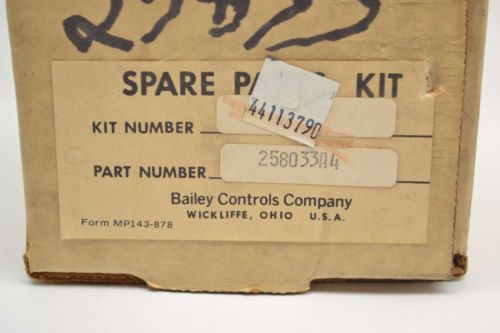 SPARE PA KIT
44113790
KIT NUMBER
PART NUMBER 258033A4
Bailey Controls Company
WICKLIFFE, OHIO U.S.A.
Form MP143-878